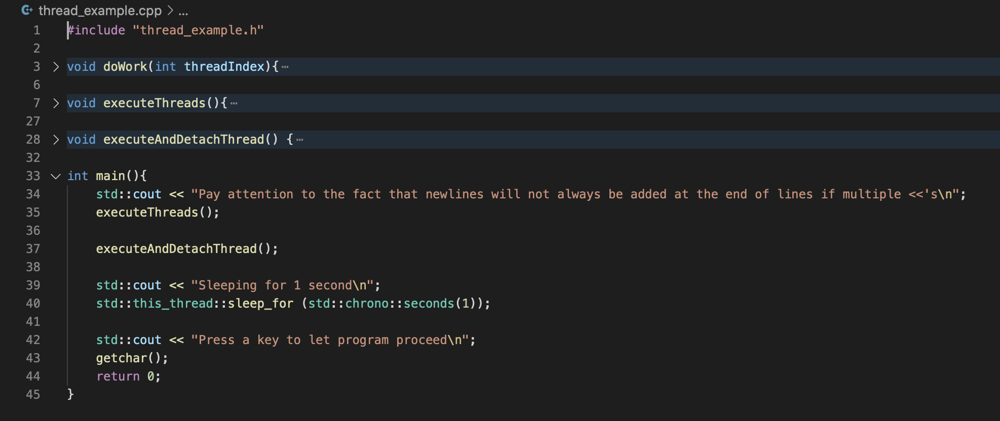 thread_example.cpp > ...
1 #include "thread_example.h"
2
3 > void doWork(int threadIndex){ ⋯
6
7 > void executeThreads(){ ⋯
27
28 > void executeAndDetachThread() { ⋯
32
33 ⌄ int main(){
34     std::cout << "Pay attention to the fact that newlines will not always be added at the end of lines if multiple <<'s\n";
35     executeThreads();
36
37     executeAndDetachThread();
38
39     std::cout << "Sleeping for 1 second\n";
40     std::this_thread::sleep_for (std::chrono::seconds(1));
41
42     std::cout << "Press a key to let program proceed\n";
43     getchar();
44     return 0;
45 }